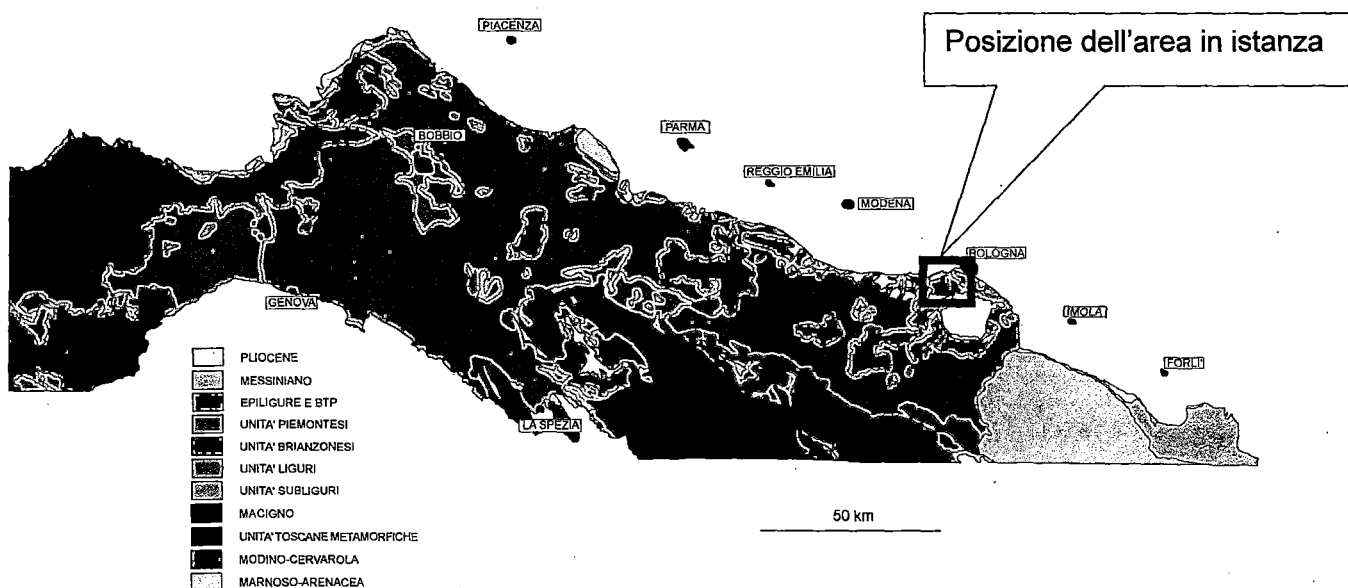 PIACENZA
Posizione dell'area in istanza
PARMA
BOBBIO
REGGIO EMILIA
MODENA
BOLOGNA
GENOVA
IMOLA
FORLI'
LA SPEZIA
PLIOCENE
MESSINIANO
EPILIGURE E BTP
UNITA' PIEMONTESI
UNITA' BRIANZONESI
UNITA' LIGURI
UNITA' SUBLIGURI
MACIGNO
UNITA' TOSCANE METAMORFICHE
MODINO-CERVAROLA
MARNOSO-ARENACEA
50 km